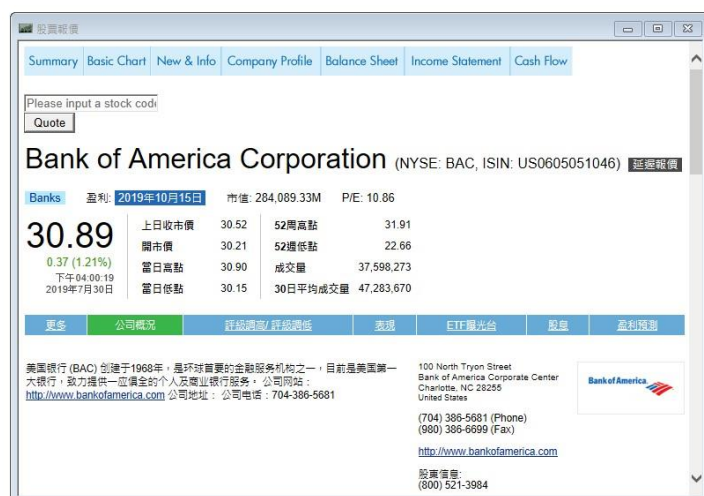 股票報價
Summary Basic Chart New & Info Company Profile Balance Sheet Income Statement Cash Flow
Please input a stock code
Quote
Bank of America Corporation (NYSE: BAC, ISIN: US0605051046) 延遲報價
Banks 盈利: 2019年10月15日 市值: 284,089.33M P/E: 10.86
30.89
0.37 (1.21%)
下午04:00:19
2019年7月30日
上日收市價 30.52 52周高點 31.91
開市價 30.21 52週低點 22.66
當日高點 30.90 成交量 37,598,273
當日低點 30.15 30日平均成交量 47,283,670
更多 公司概況 評級調高/ 評級調低 表現 ETF曝光台 股息 盈利預測
美国银行 (BAC) 创建于1968年，是环球首要的金融服务机构之一，目前是美国第一
大银行，致力提供一应俱全的个人及商业银行服务。 公司网站：
http://www.bankofamerica.com 公司地址： 公司电话：704-386-5681
100 North Tryon Street
Bank of America Corporate Center
Charlotte, NC 28255
United States
(704) 386-5681 (Phone)
(980) 386-6699 (Fax)
http://www.bankofamerica.com
股東信息:
(800) 521-3984
Bank of America